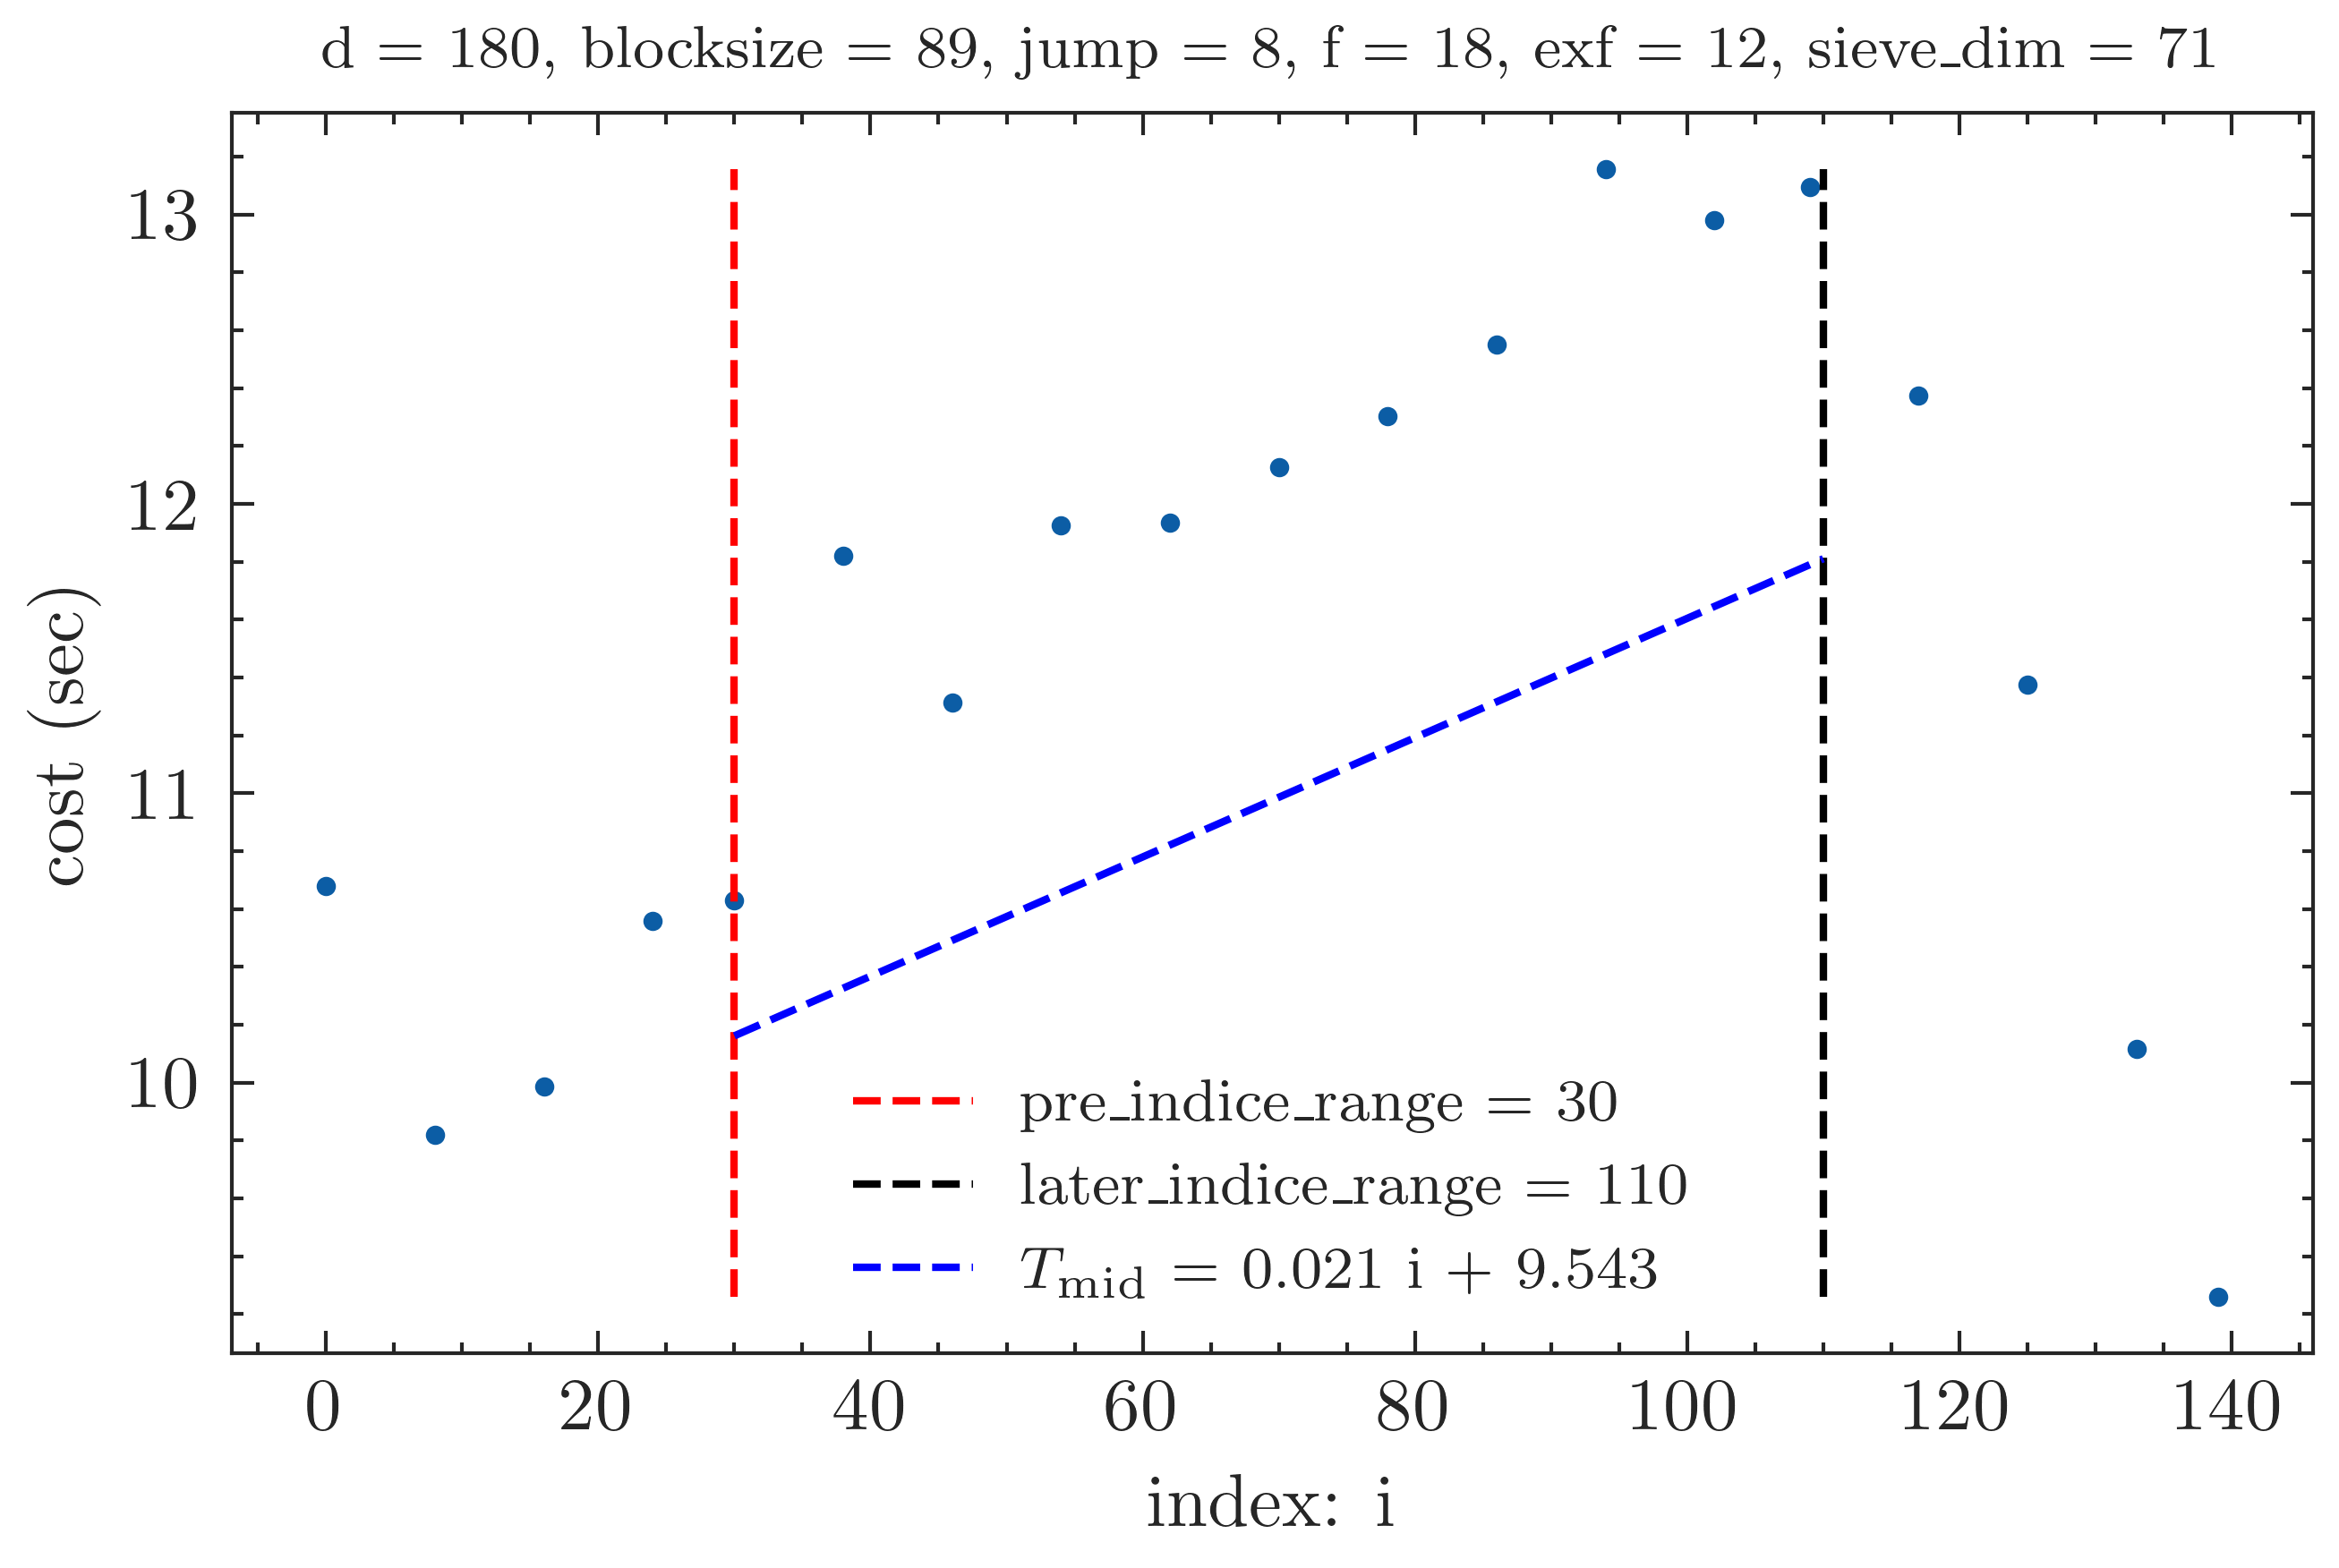 d = 180, blocksize = 89, jump = 8, f = 18, exf = 12, sieve_dim = 71
13
12
11
10
cost (sec)
pre_indice_range = 30
later_indice_range = 110
T_mid = 0.021 i + 9.543
0 20 40 60 80 100 120 140
index: i